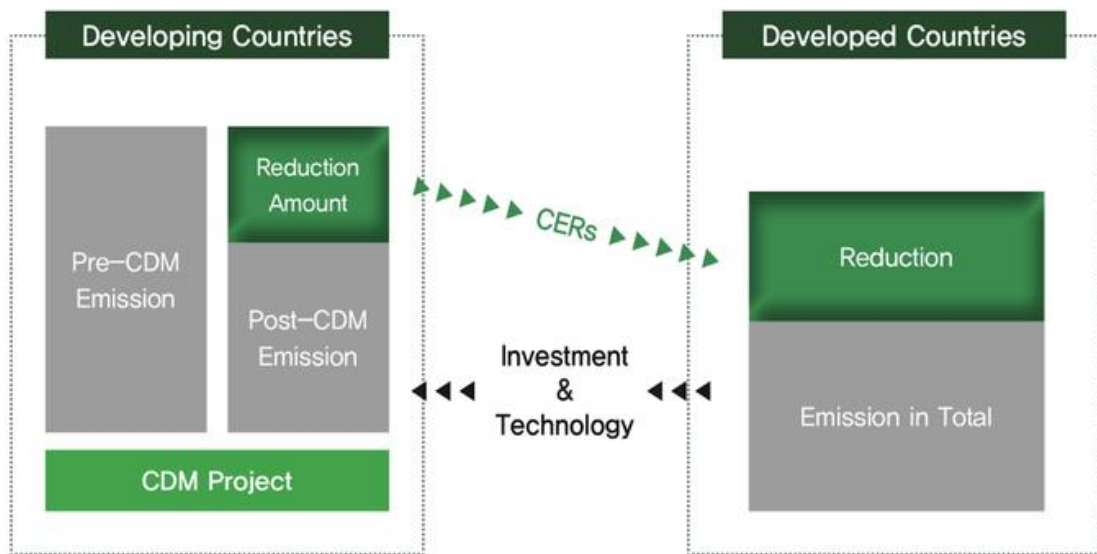 Developing Countries
Developed Countries
Pre-CDM
Emission
Reduction
Amount
Post-CDM
Emission
CDM Project
CERs
Investment
&
Technology
Reduction
Emission in Total